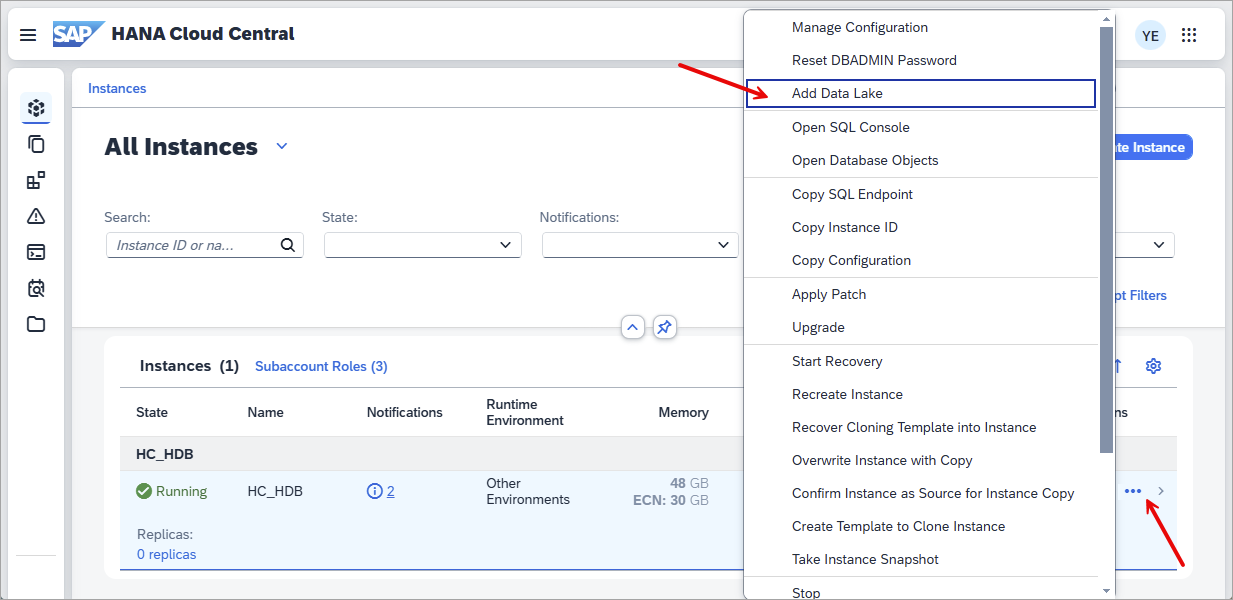 SAP HANA Cloud Central
YE
Instances
All Instances
Search:
State:
Notifications:
Instance ID or na...
Instances (1)
Subaccount Roles (3)
State
Name
Notifications
Runtime
Environment
Memory
HC_HDB
Running
HC_HDB
2
Other
Environments
48 GB
ECN: 30 GB
Replicas:
0 replicas
Manage Configuration
Reset DBADMIN Password
Add Data Lake
Open SQL Console
Open Database Objects
Copy SQL Endpoint
Copy Instance ID
Copy Configuration
Apply Patch
Upgrade
Start Recovery
Recreate Instance
Recover Cloning Template into Instance
Overwrite Instance with Copy
Confirm Instance as Source for Instance Copy
Create Template to Clone Instance
Take Instance Snapshot
Stop
te Instance
pt Filters
ns